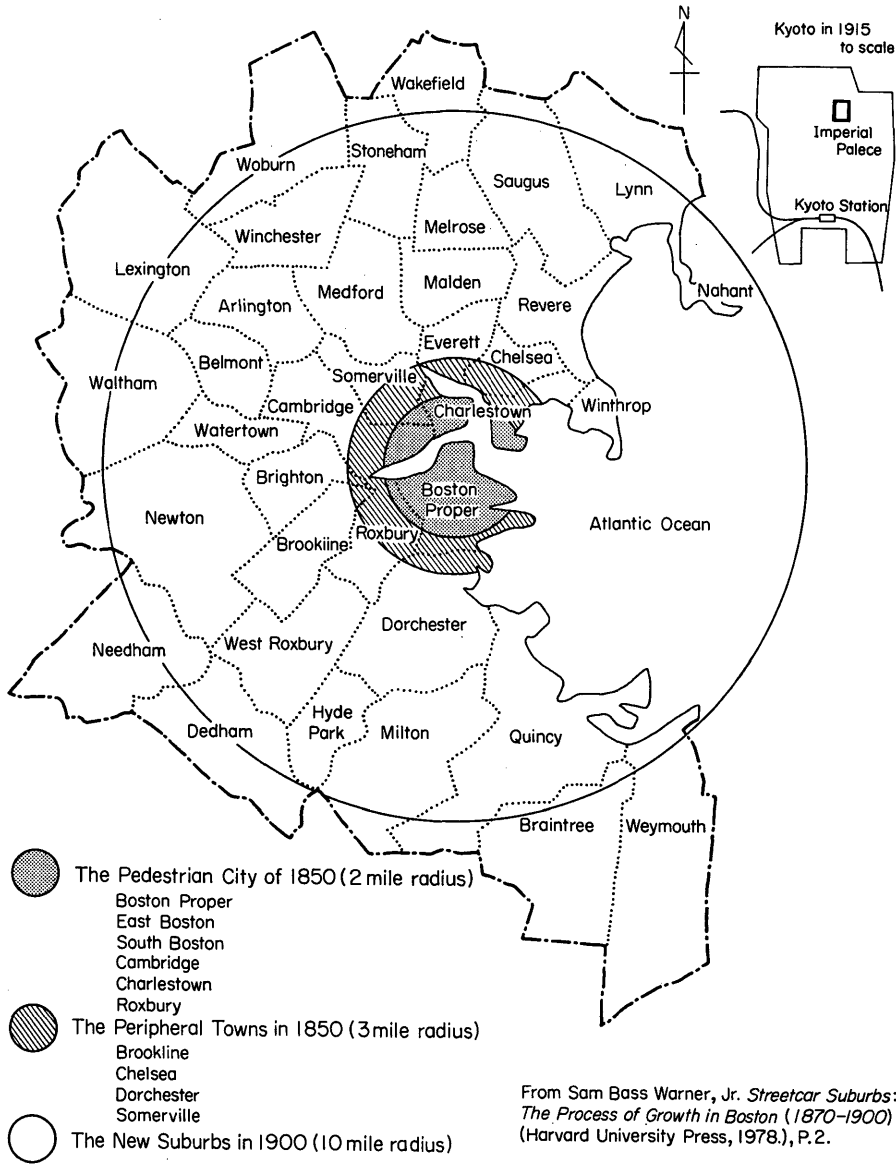 N
Kyoto in 1915
to scale
Imperial
Palece
Kyoto Station
Wakefield
Woburn
Stoneham
Saugus
Lynn
Winchester
Melrose
Lexington
Arlington
Medford
Malden
Revere
Nahant
Everett
Chelsea
Belmont
Waltham
Somerville
Cambridge
Charlestown
Winthrop
Watertown
Brighton
Boston
Proper
Newton
Roxbury
Atlantic Ocean
Brookline
Dorchester
Needham
West Roxbury
Hyde
Park
Dedham
Milton
Quincy
Braintree
Weymouth
The Pedestrian City of 1850 (2 mile radius)
Boston Proper
East Boston
South Boston
Cambridge
Charlestown
Roxbury
The Peripheral Towns in 1850 (3 mile radius)
Brookline
Chelsea
Dorchester
Somerville
The New Suburbs in 1900 (10 mile radius)
From Sam Bass Warner, Jr. Streetcar Suburbs:
The Process of Growth in Boston (1870-1900)
(Harvard University Press, 1978.), P.2.